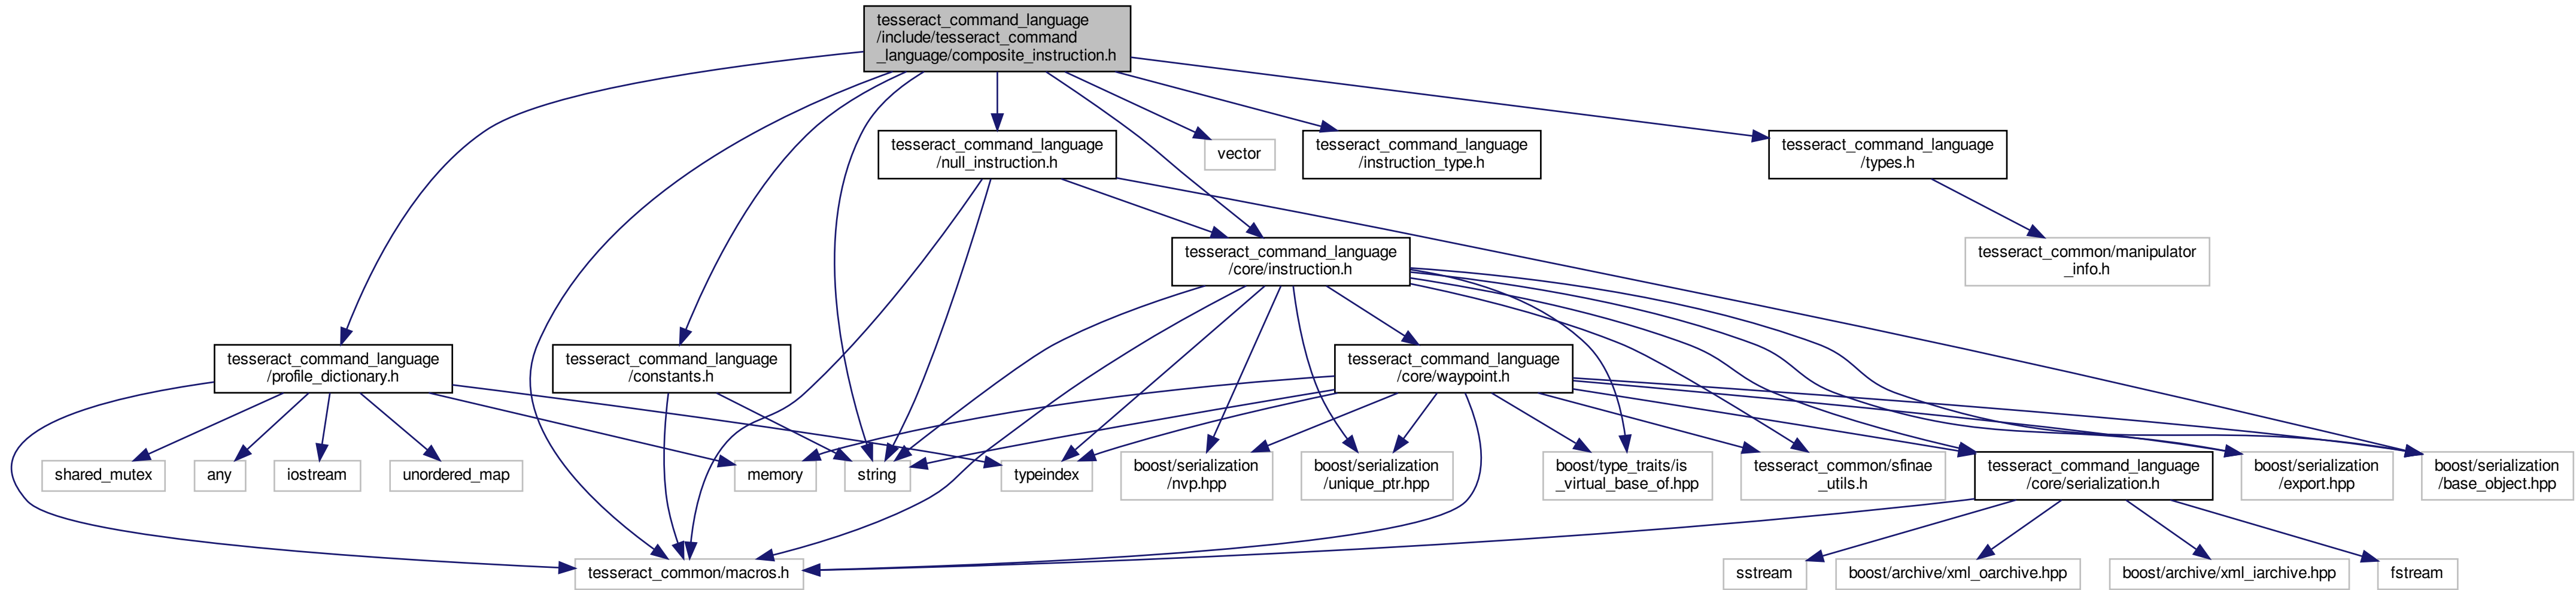 tesseract_command_language
/include/tesseract_command
_language/composite_instruction.h
tesseract_command_language
/null_instruction.h
vector
tesseract_command_language
/instruction_type.h
tesseract_command_language
/types.h
tesseract_command_language
/core/instruction.h
tesseract_common/manipulator
_info.h
tesseract_command_language
/profile_dictionary.h
tesseract_command_language
/constants.h
tesseract_command_language
/core/waypoint.h
shared_mutex
any
iostream
unordered_map
memory
string
typeindex
boost/serialization
/nvp.hpp
boost/serialization
/unique_ptr.hpp
boost/type_traits/is
_virtual_base_of.hpp
tesseract_common/sfinae
_utils.h
tesseract_command_language
/core/serialization.h
boost/serialization
/export.hpp
boost/serialization
/base_object.hpp
tesseract_common/macros.h
sstream
boost/archive/xml_oarchive.hpp
boost/archive/xml_iarchive.hpp
fstream